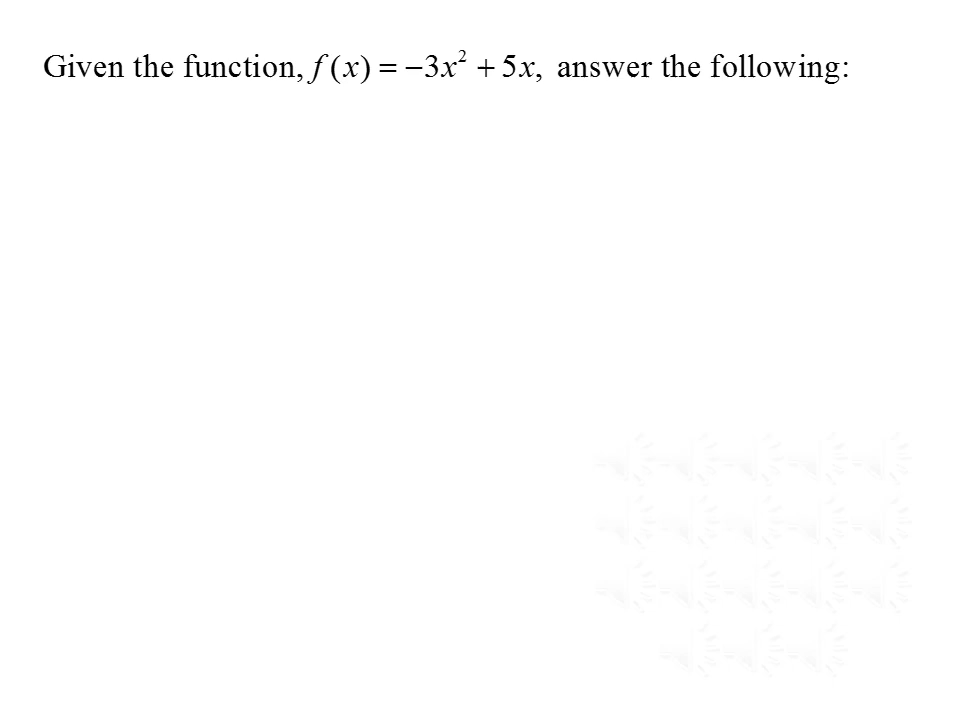 Given the function, f(x) = −3x² + 5x, answer the following: